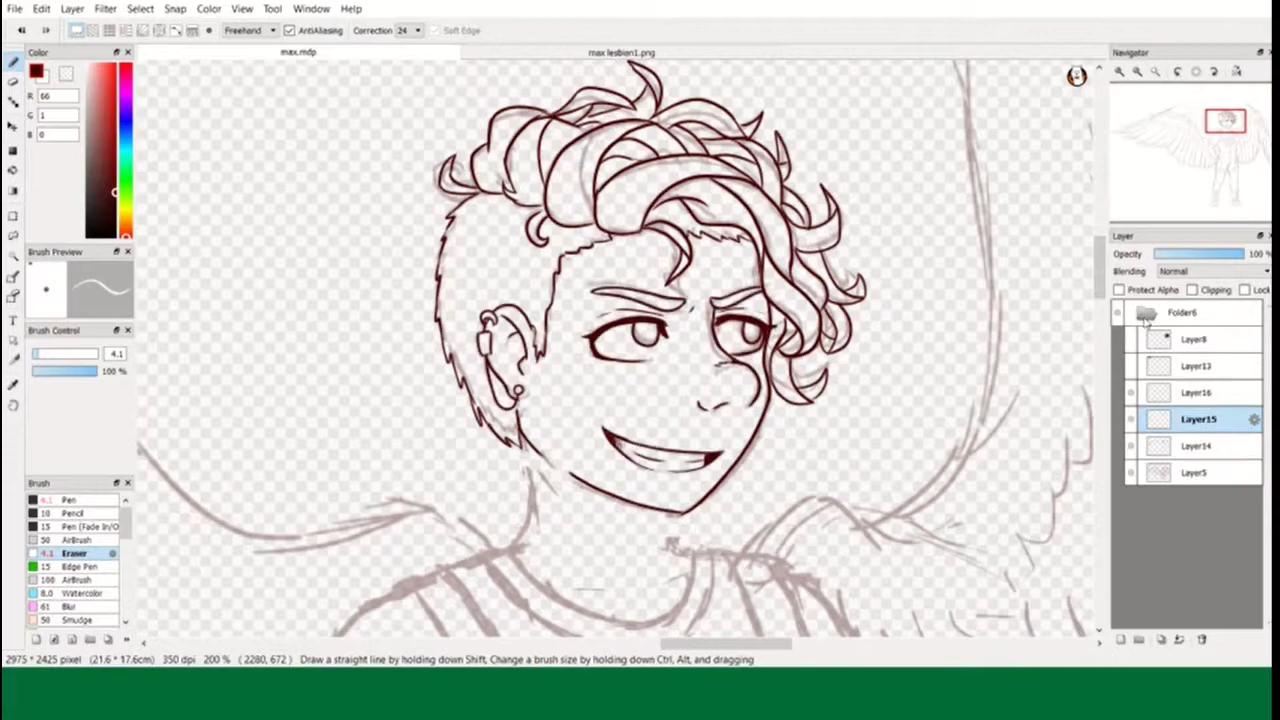 File Edit Layer Filter Select Snap Color View Tool Window Help
Freehand AntiAliasing Correction 24 Soft Edge
Color
max.mdp
max lesbian1.png
Navigator
R 66
G 1
B 0
Brush Preview
Brush Control
4.1
100 %
Layer
Opacity 100 %
Blending Normal
Protect Alpha Clipping Lock
Folder6
Layer8
Layer13
Layer16
Layer15
Layer14
Layer5
Brush
4.1 Pen
10 Pencil
15 Pen (Fade In/O
50 AirBrush
4.1 Eraser
15 Edge Pen
100 AirBrush
8.0 Watercolor
61 Blur
50 Smudge
2975 * 2425 pixel (21.6 * 17.6cm) 350 dpi 200 % ( 2280, 672 ) Draw a straight line by holding down Shift, Change a brush size by holding down Ctrl, Alt, and dragging